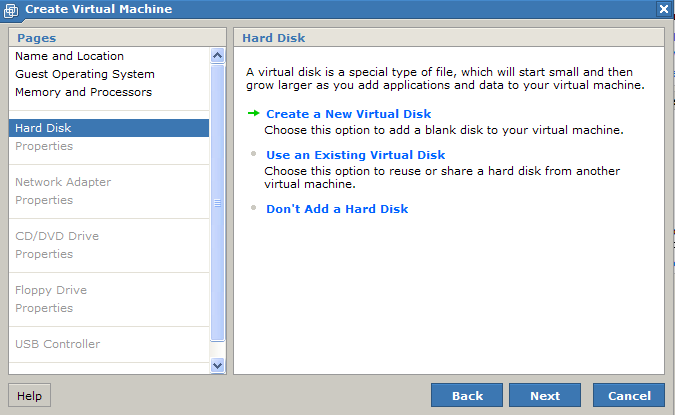 Create Virtual Machine
Pages
Name and Location
Guest Operating System
Memory and Processors
Hard Disk
Properties
Network Adapter
Properties
CD/DVD Drive
Properties
Floppy Drive
Properties
USB Controller
Hard Disk
A virtual disk is a special type of file, which will start small and then
grow larger as you add applications and data to your virtual machine.
Create a New Virtual Disk
Choose this option to add a blank disk to your virtual machine.
Use an Existing Virtual Disk
Choose this option to reuse or share a hard disk from another
virtual machine.
Don't Add a Hard Disk
Help
Back
Next
Cancel